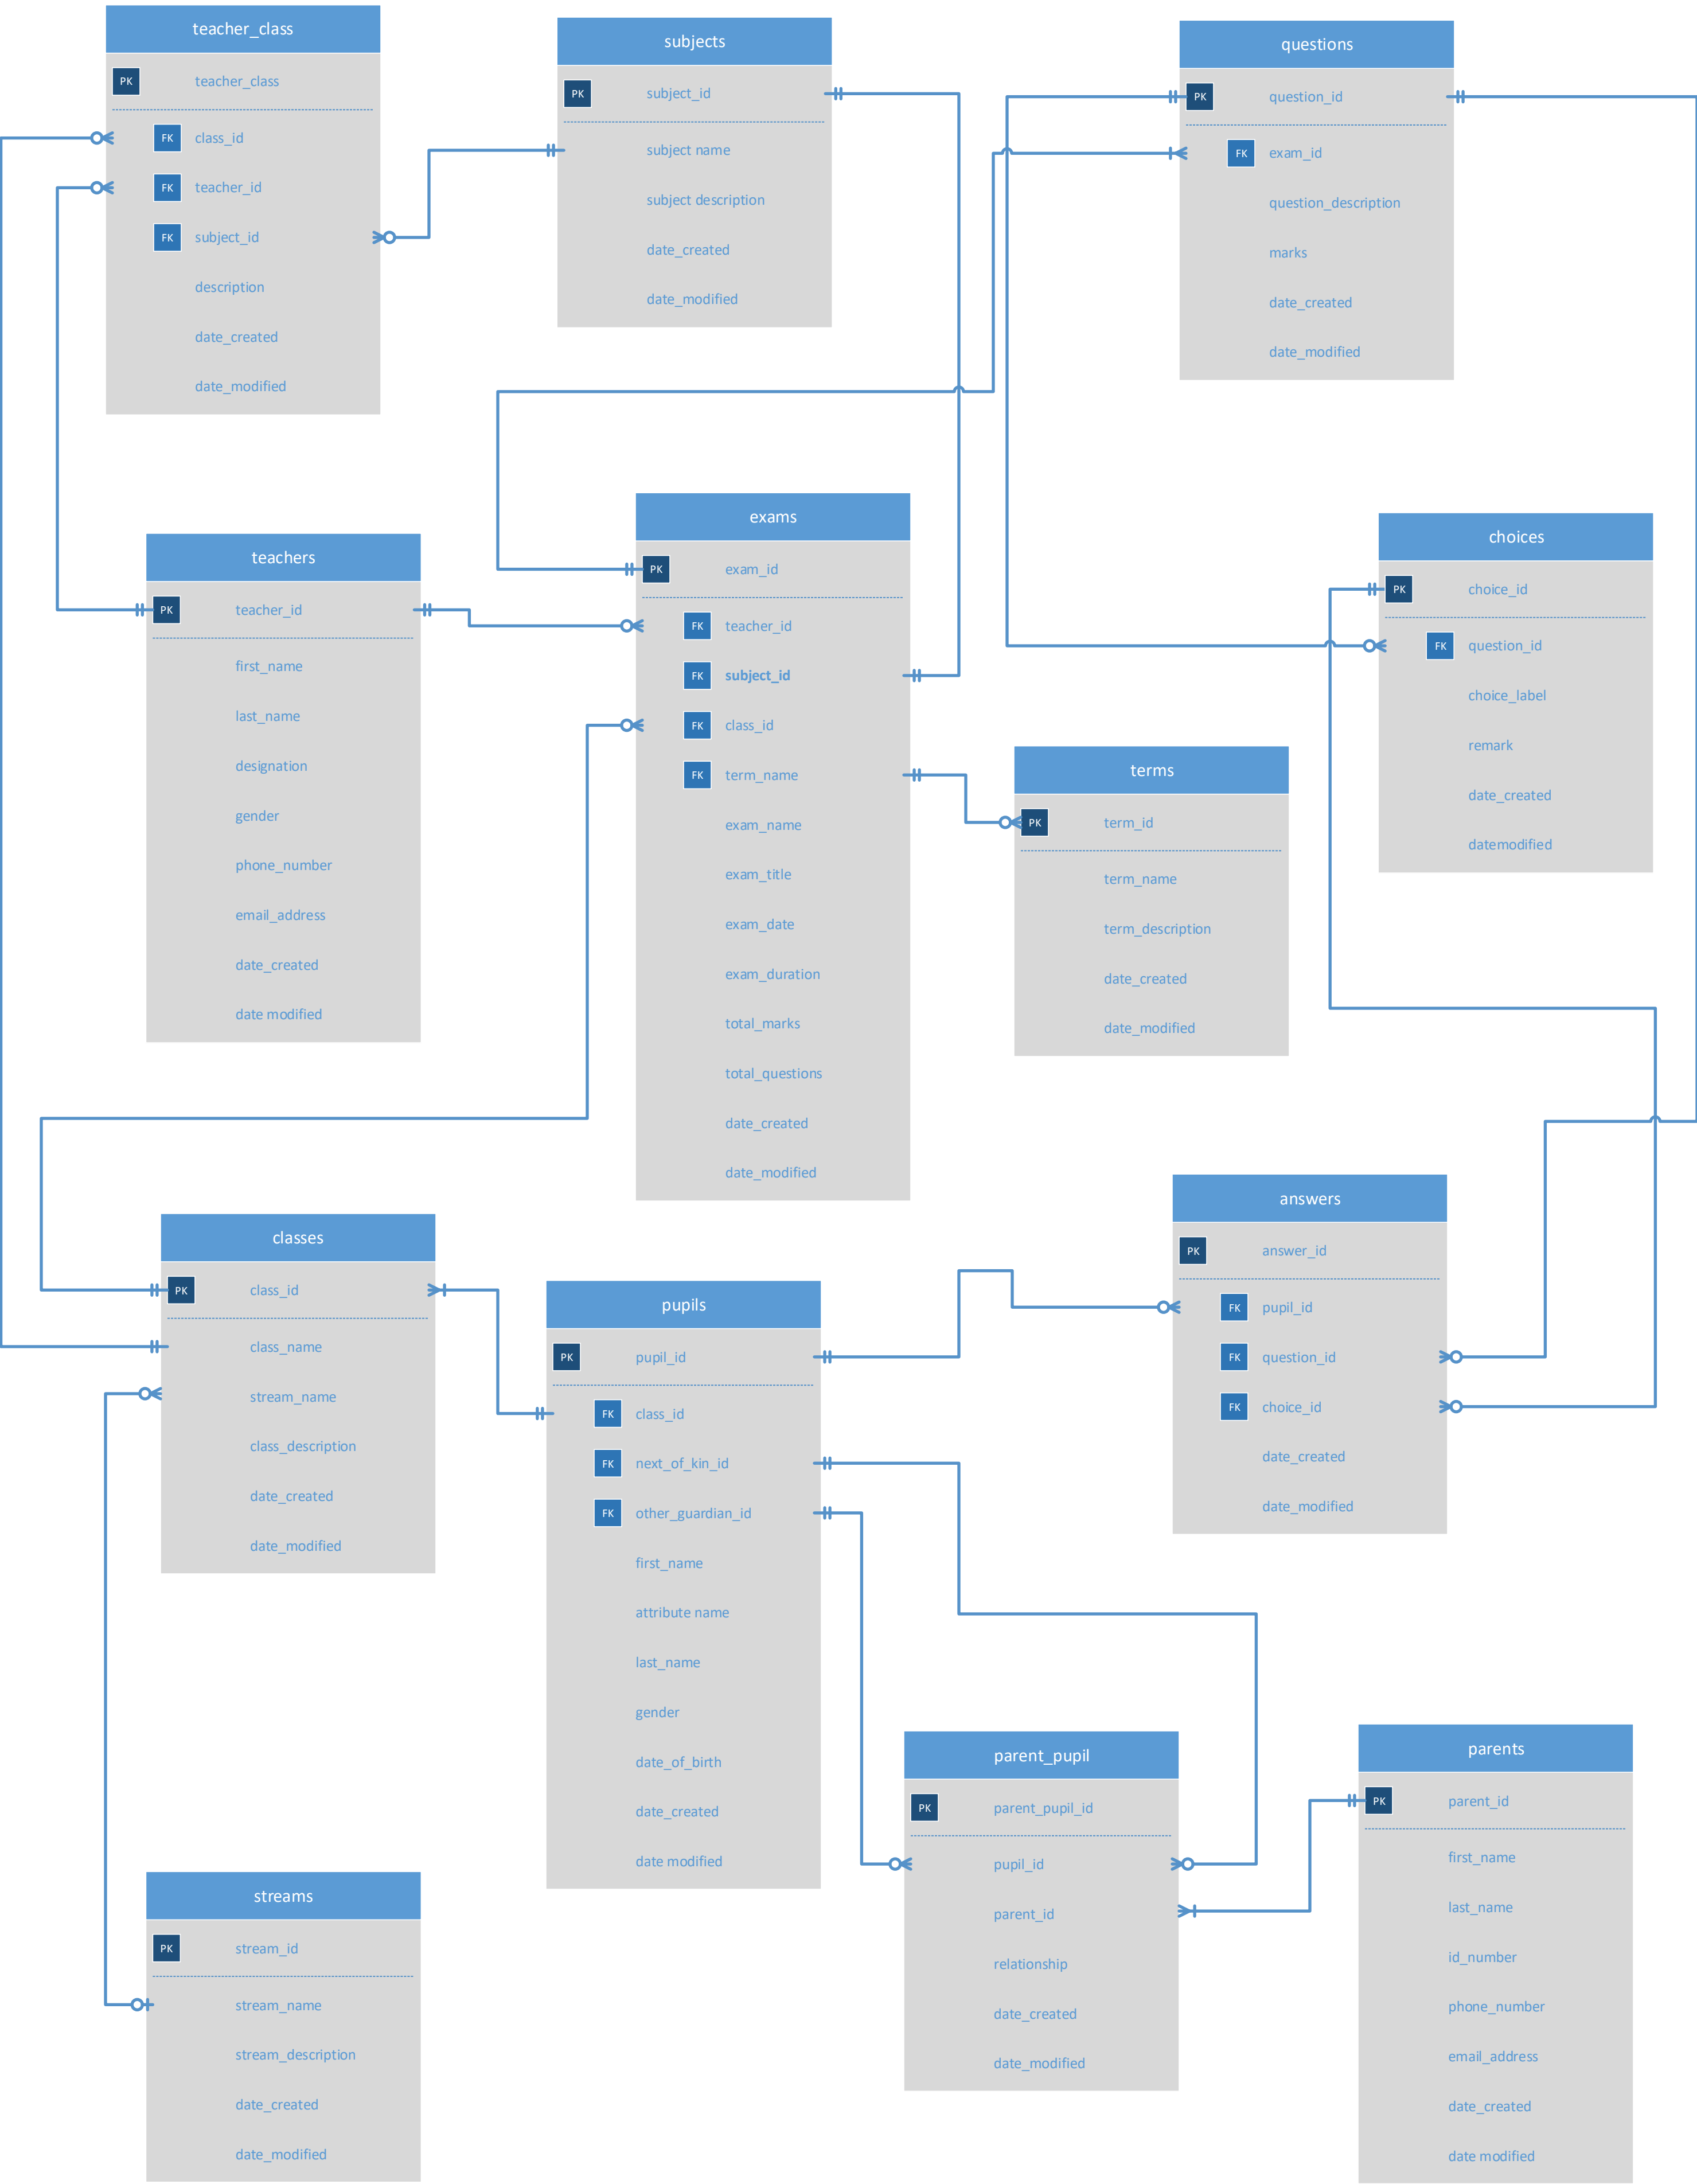 teacher_class
PK teacher_class
FK class_id
FK teacher_id
FK subject_id
description
date_created
date_modified
subjects
PK subject_id
subject name
subject description
date_created
date_modified
questions
PK question_id
FK exam_id
question_description
marks
date_created
date_modified
teachers
PK teacher_id
first_name
last_name
designation
gender
phone_number
email_address
date_created
date modified
exams
PK exam_id
FK teacher_id
FK subject_id
FK class_id
FK term_name
exam_name
exam_title
exam_date
exam_duration
total_marks
total_questions
date_created
date_modified
choices
PK choice_id
FK question_id
choice_label
remark
date_created
datemodified
terms
PK term_id
term_name
term_description
date_created
date_modified
classes
PK class_id
class_name
stream_name
class_description
date_created
date_modified
pupils
PK pupil_id
FK class_id
FK next_of_kin_id
FK other_guardian_id
first_name
attribute name
last_name
gender
date_of_birth
date_created
date modified
answers
PK answer_id
FK pupil_id
FK question_id
FK choice_id
date_created
date_modified
streams
PK stream_id
stream_name
stream_description
date_created
date_modified
parent_pupil
PK parent_pupil_id
pupil_id
parent_id
relationship
date_created
date_modified
parents
PK parent_id
first_name
last_name
id_number
phone_number
email_address
date_created
date modified